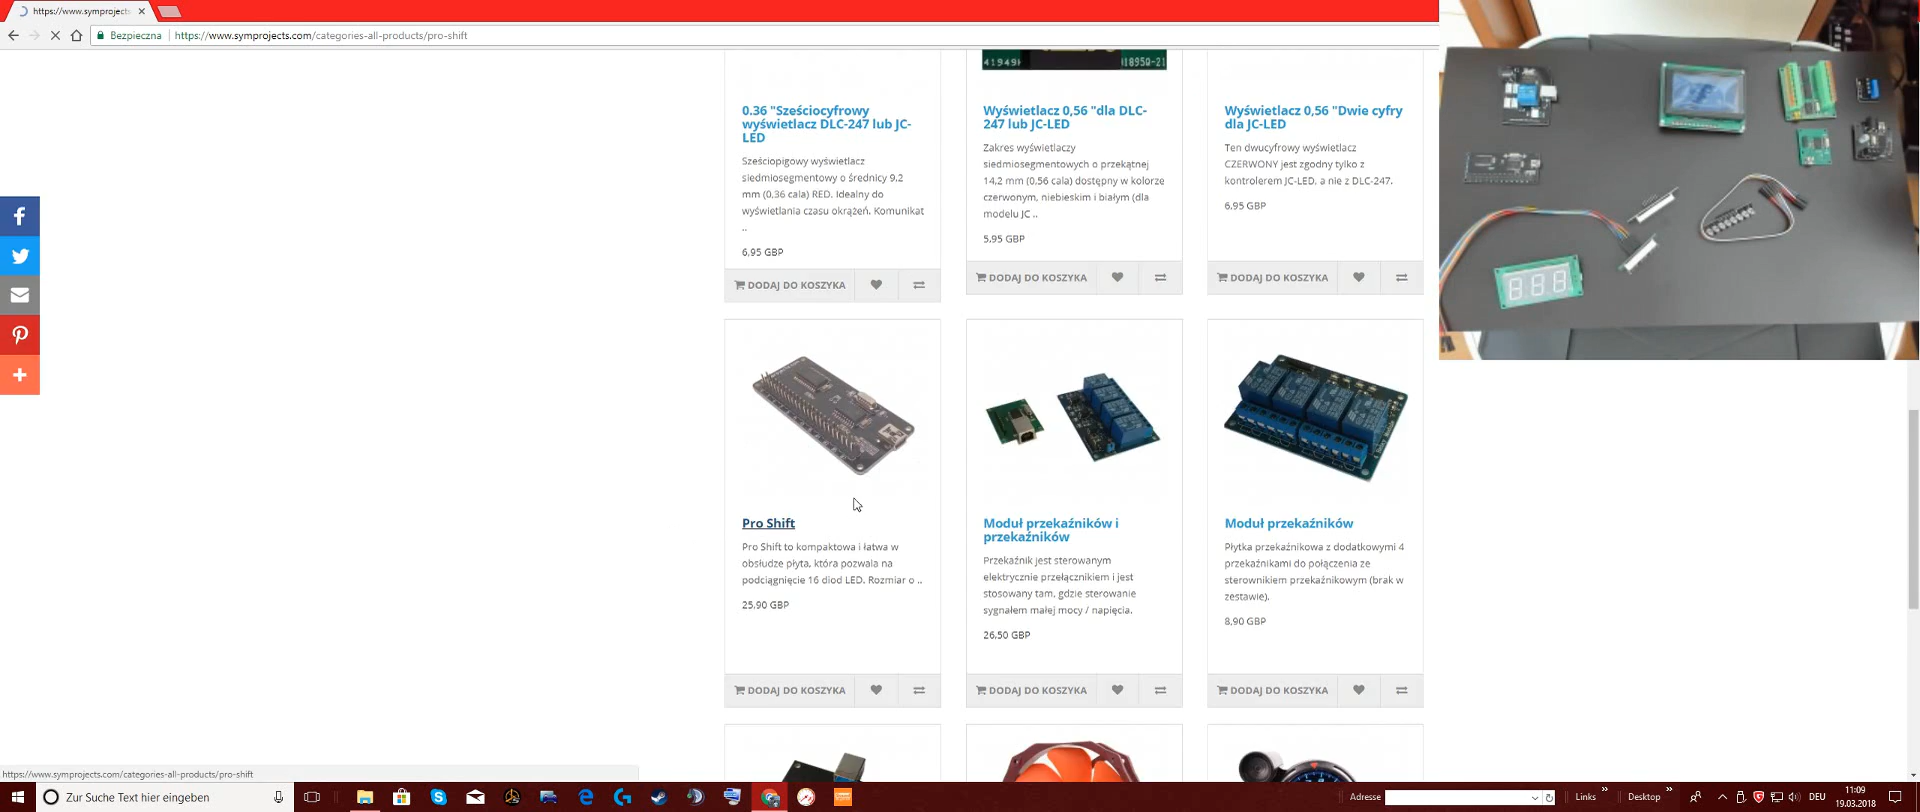 https://www.symprojects
Bezpieczna
https://www.symprojects.com/categories-all-products/pro-shift
41949H
0.36 "Sześciocyfrowy
wyświetlacz DLC-247 lub JC-
LED
Sześciopigowy wyświetlacz
siedmiosegmentowy o średnicy 9,2
mm (0,36 cala) RED. Idealny do
wyświetlania czasu okrążeń. Komunikat
..
6,95 GBP
DODAJ DO KOSZYKA
Wyświetlacz 0,56 "dla DLC-
247 lub JC-LED
Zakres wyświetlaczy
siedmiosegmentowych o przekątnej
14,2 mm (0,56 cala) dostępny w kolorze
czerwonym, niebieskim i białym (dla
modelu JC ..
5,95 GBP
DODAJ DO KOSZYKA
Wyświetlacz 0,56 "Dwie cyfry
dla JC-LED
Ten dwucyfrowy wyświetlacz
CZERWONY jest zgodny tylko z
kontrolerem JC-LED, a nie z DLC-247.
6,95 GBP
DODAJ DO KOSZYKA
Pro Shift
Pro Shift to kompaktowa i łatwa w
obsłudze płyta, która pozwala na
podciągnięcie 16 diod LED. Rozmiar o ..
25,90 GBP
DODAJ DO KOSZYKA
Moduł przekaźników i
przekaźników
Przekaźnik jest sterowanym
elektrycznie przełącznikiem i jest
stosowany tam, gdzie sterowanie
sygnałem małej mocy / napięcia.
26,50 GBP
DODAJ DO KOSZYKA
Moduł przekaźników
Płytka przekaźnikowa z dodatkowymi 4
przekaźnikami do połączenia ze
sterownikiem przekaźnikowym (brak w
zestawie).
8,90 GBP
DODAJ DO KOSZYKA
https://www.symprojects.com/categories-all-products/pro-shift
Zur Suche Text hier eingeben
Adresse
Links
Desktop
DEU
11:09
19.03.2018